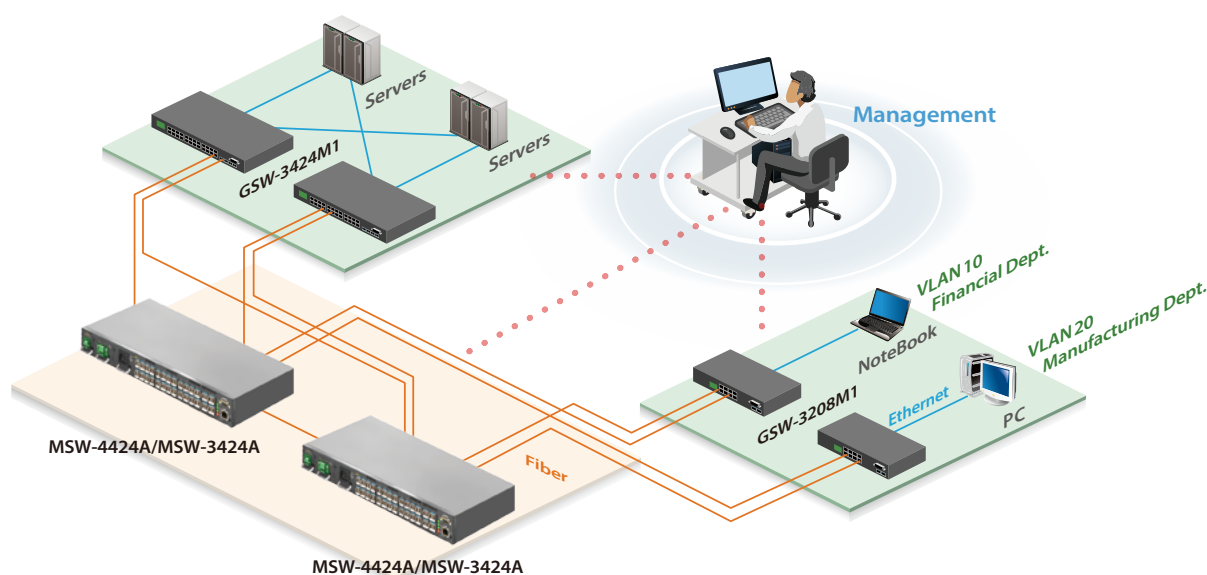 Servers
Servers
GSW-3424M1
Management
VLAN 10
Financial Dept.
VLAN 20
Manufacturing Dept.
NoteBook
GSW-3208M1
Ethernet
PC
MSW-4424A/MSW-3424A
Fiber
MSW-4424A/MSW-3424A